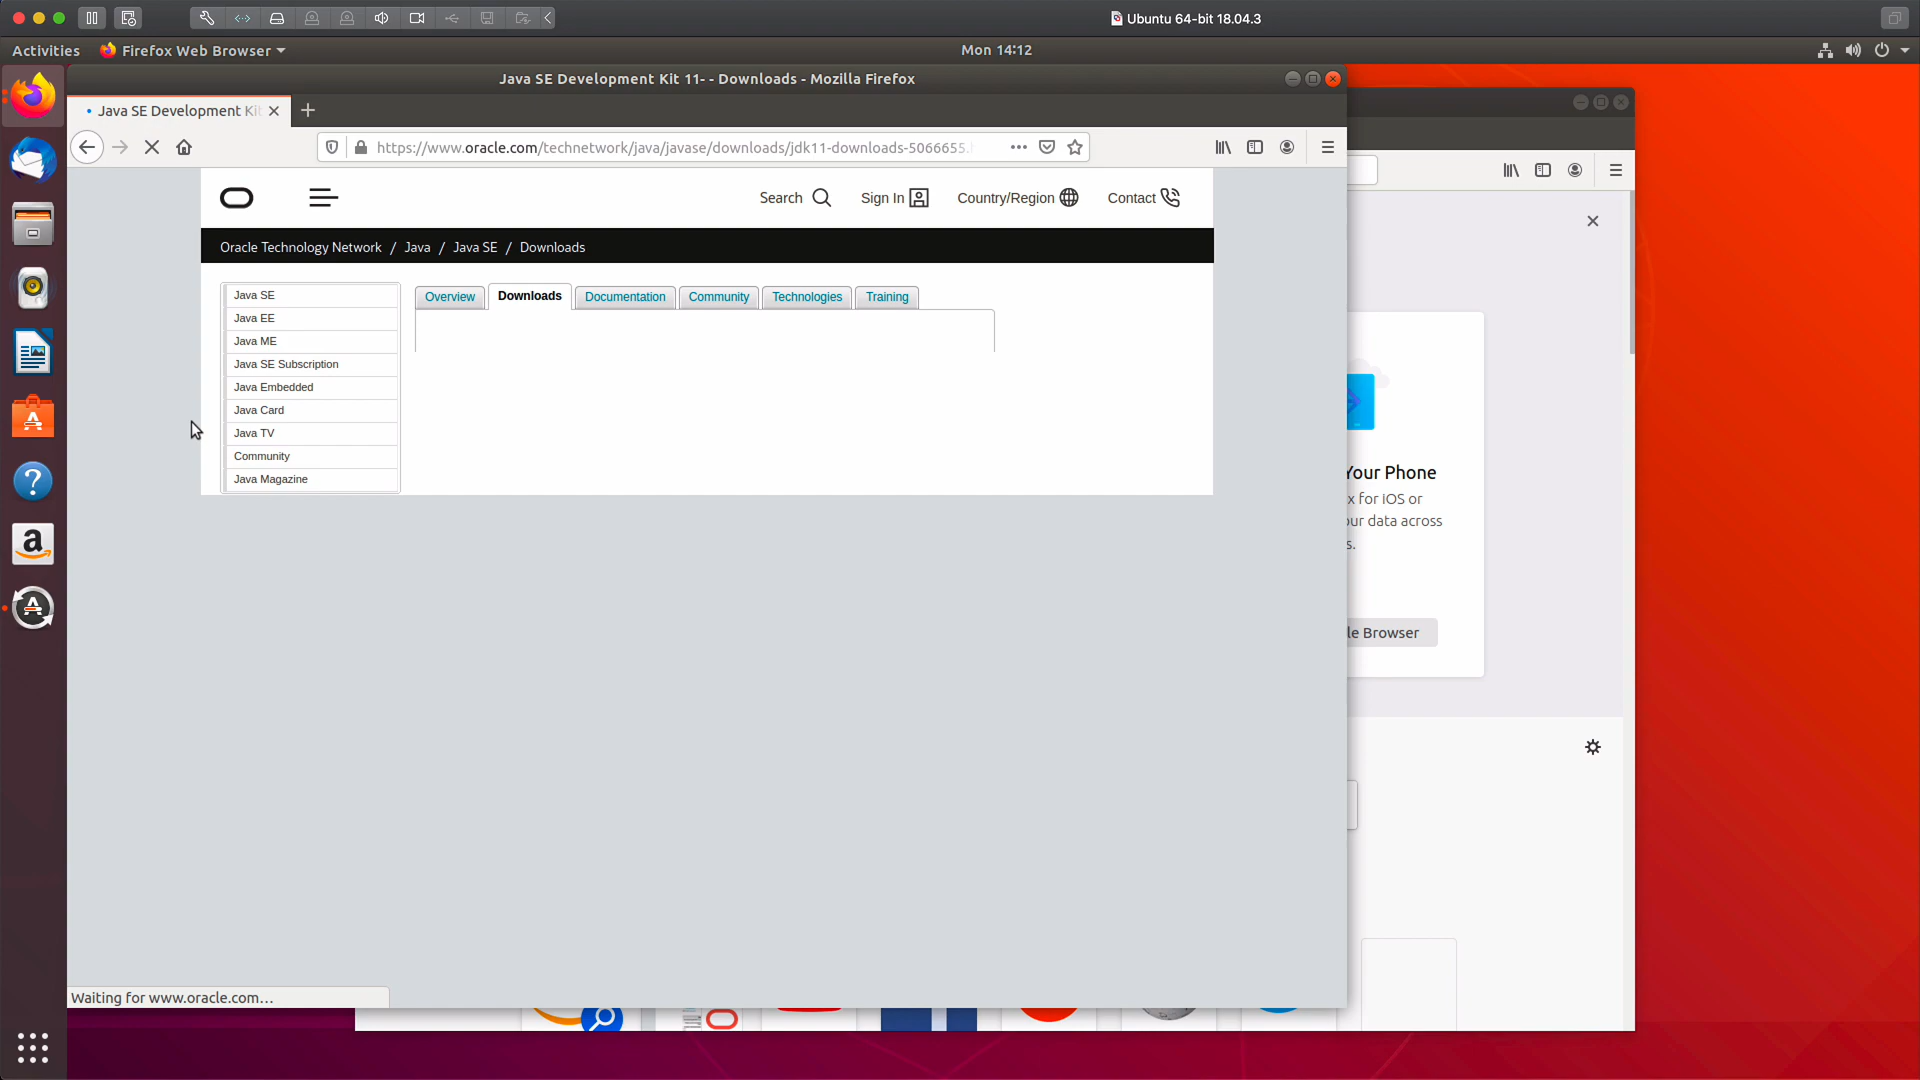 Ubuntu 64-bit 18.04.3
Activities
Firefox Web Browser
Mon 14:12
Java SE Development Kit 11- - Downloads - Mozilla Firefox
Java SE Development Ki
https://www.oracle.com/technetwork/java/javase/downloads/jdk11-downloads-5066655.
Search
Sign In
Country/Region
Contact
Oracle Technology Network / Java / Java SE / Downloads
Java SE
Java EE
Java ME
Java SE Subscription
Java Embedded
Java Card
Java TV
Community
Java Magazine
Overview
Downloads
Documentation
Community
Technologies
Training
Your Phone
x for iOS or
our data across
s.
le Browser
Waiting for www.oracle.com…